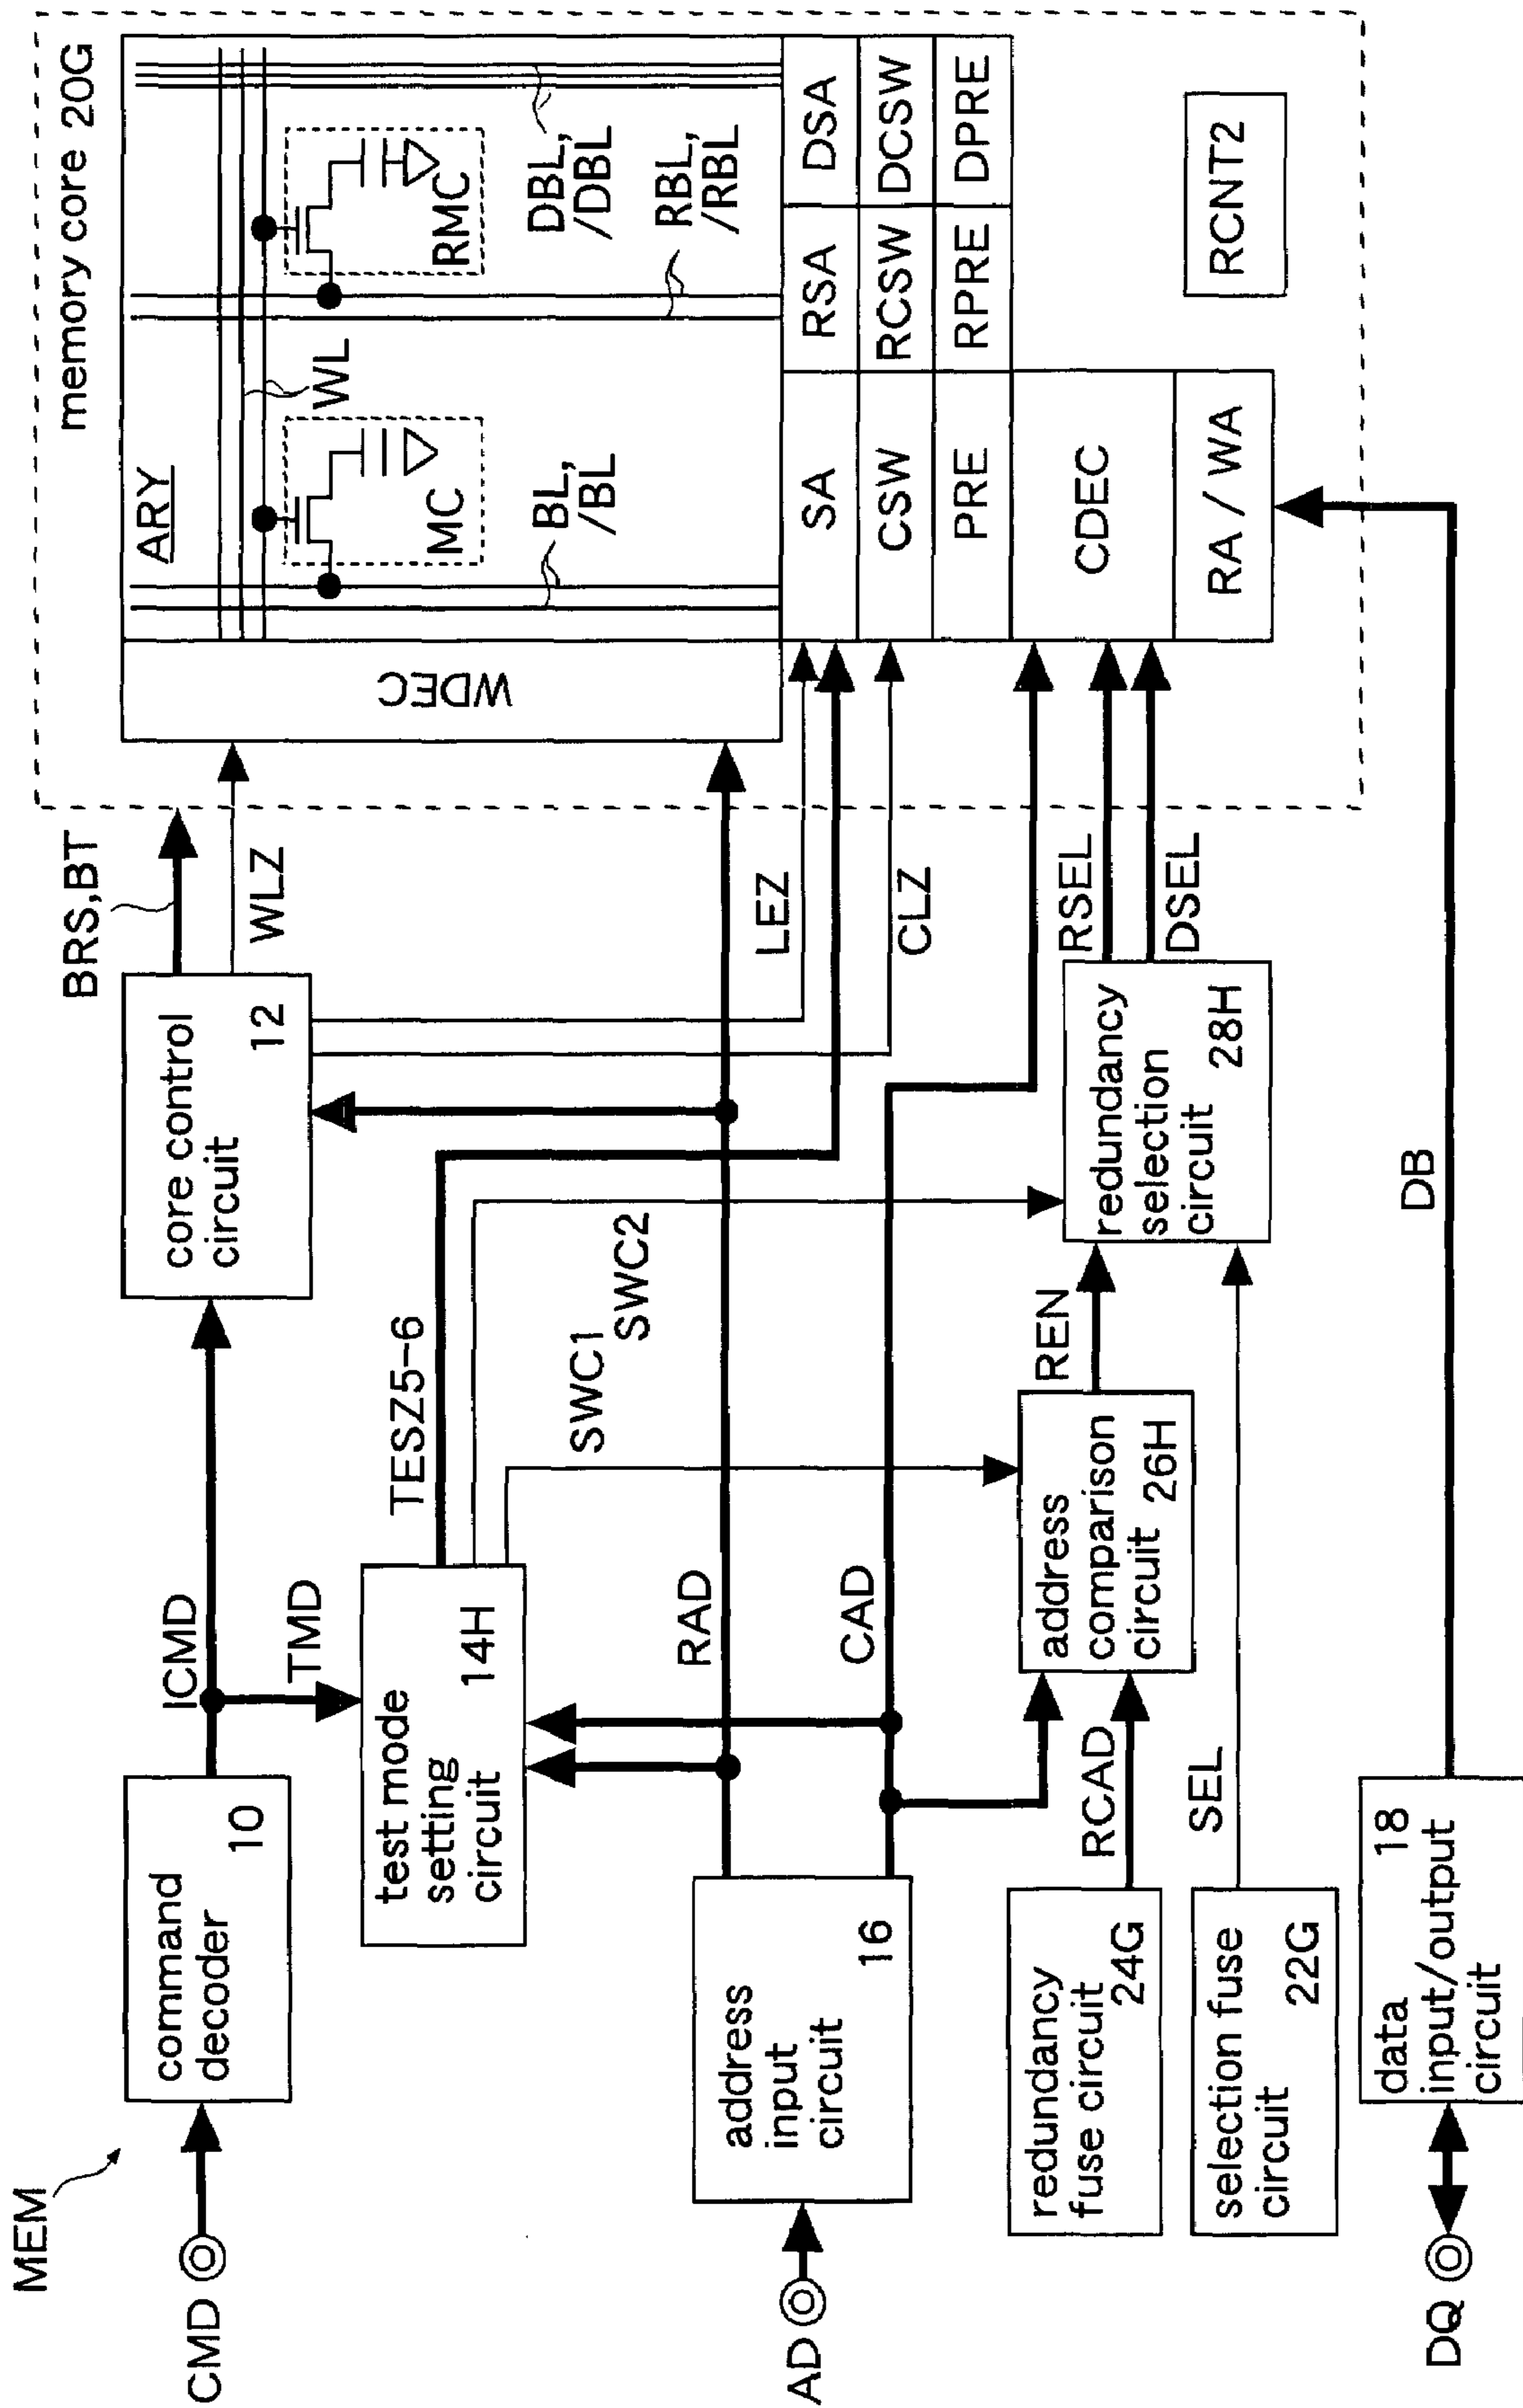 MEM
CMD
command
decoder
10
ICMD
TMD
core control
circuit
12
BRS,BT
WLZ
test mode
setting
circuit
14H
TESZ5-6
SWC1
SWC2
LEZ
CLZ
AD
address
input
circuit
16
RAD
CAD
redundancy
fuse circuit
24G
RCAD
address
comparison
circuit 26H
REN
selection fuse
circuit
22G
SEL
redundancy
selection
circuit
28H
RSEL
DSEL
DQ
data
18
input/output
circuit
DB
memory core 20G
WDEC
ARY
WL
MC
RMC
BL,
/BL
DBL,
/DBL
RBL,
/RBL
SA
RSA
DSA
CSW
RCSW
DCSW
PRE
RPRE
DPRE
CDEC
RA / WA
RCNT2